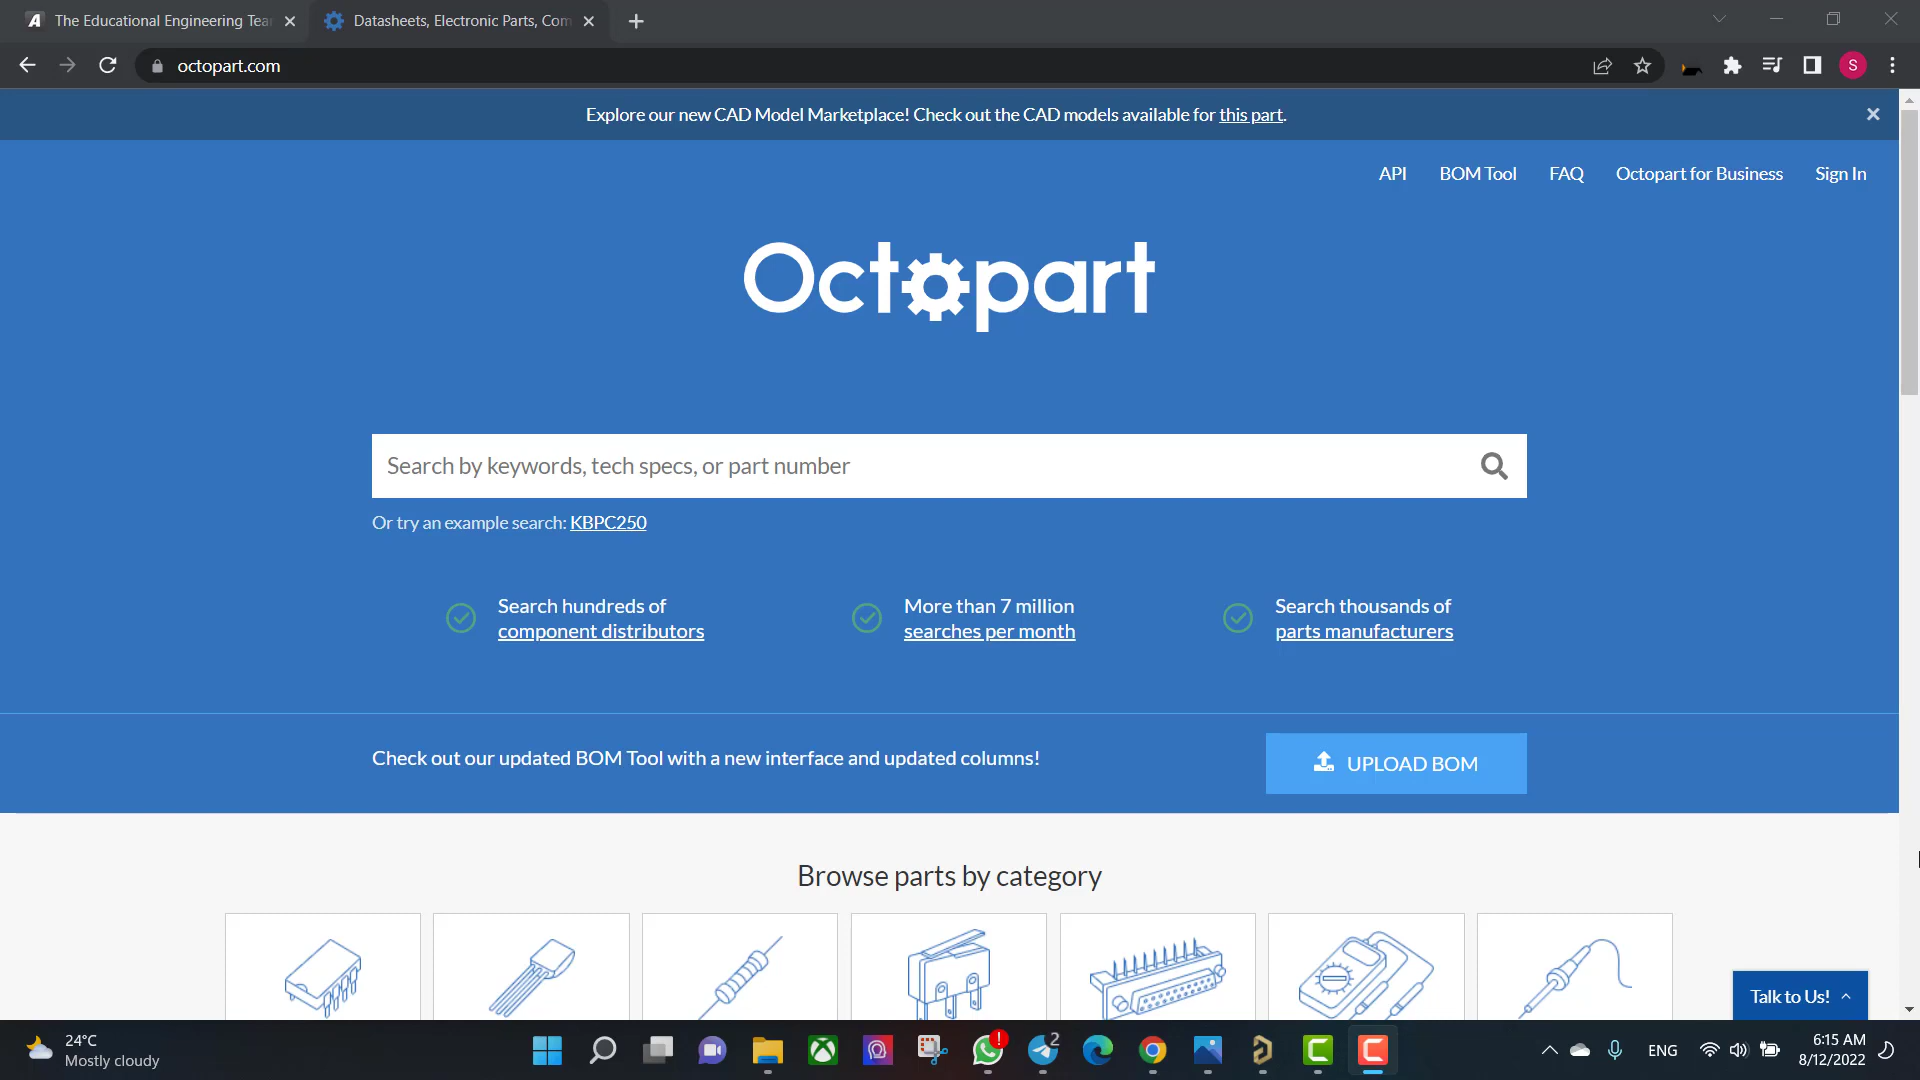 The Educational Engineering Tea
Datasheets, Electronic Parts, Com
octopart.com
S
Explore our new CAD Model Marketplace! Check out the CAD models available for this part.
API BOM Tool FAQ Octopart for Business Sign In
Octopart
Search by keywords, tech specs, or part number
Or try an example search: KBPC250
Search hundreds of
component distributors
More than 7 million
searches per month
Search thousands of
parts manufacturers
Check out our updated BOM Tool with a new interface and updated columns!
UPLOAD BOM
Browse parts by category
Talk to Us!
24°C
Mostly cloudy
2
ENG
6:15 AM
8/12/2022